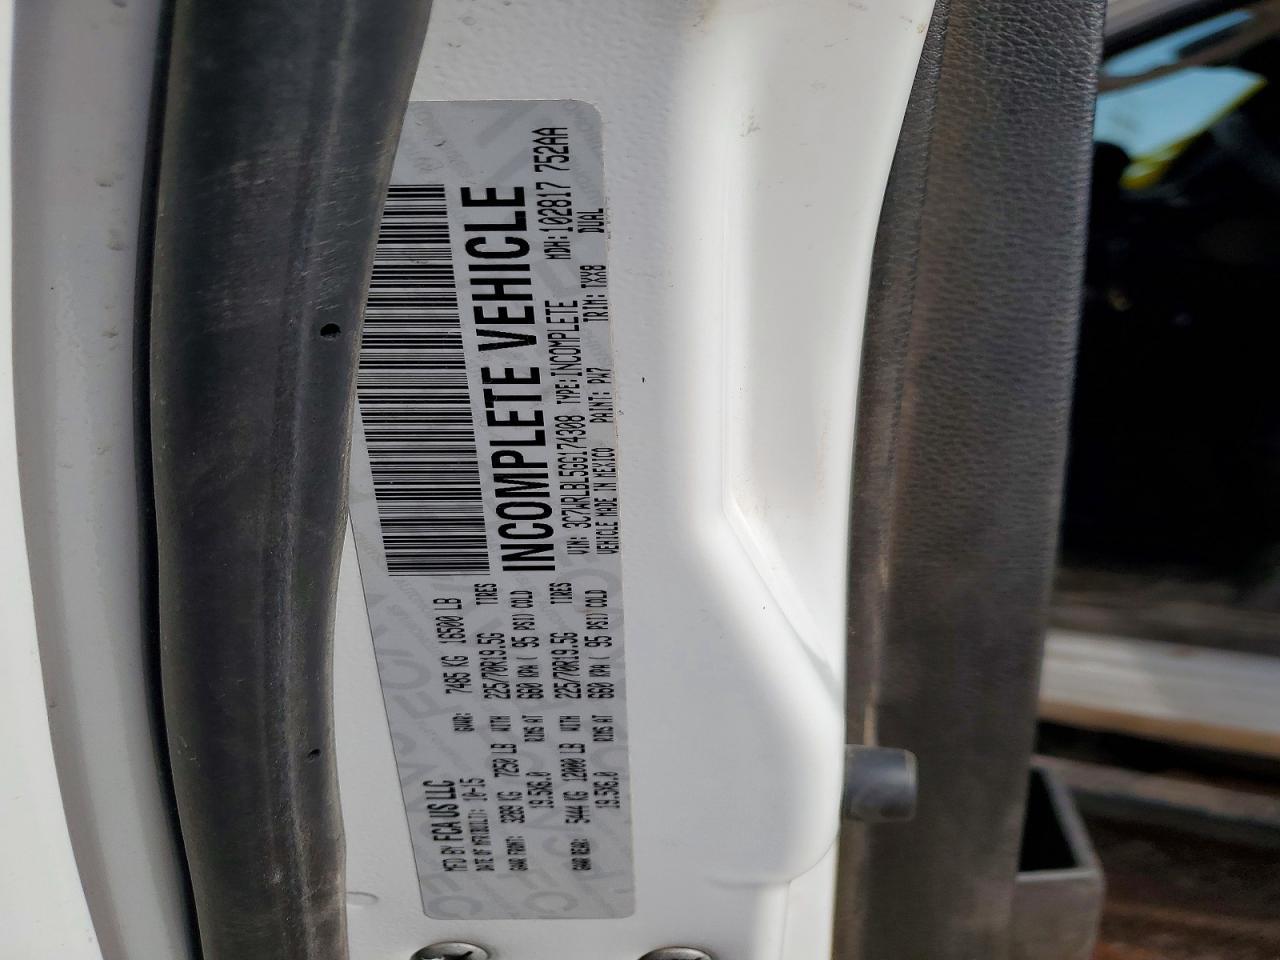 MFD BY FCA US LLC
DATE OF MFR(BUILT): 10-15 GVWR: 7485 KG 16500 LB
GAWR FRONT: 3289 KG 7250 LB WITH 225/70R19.5G TIRES
19.5X6.0 RIMS AT 660 KPA( 95 PSI) COLD
GAWR REAR: 5444 KG 12000 LB WITH 225/70R19.5G TIRES
19.5X6.0 RIMS AT 660 KPA( 95 PSI) COLD
INCOMPLETE VEHICLE
VIN: 3C7WRLBL5GG174308 TYPE:INCOMPLETE MDH:102817 752AA
VEHICLE MADE IN MEXICO PAINT: PW7 TRIM: TXX8 DUAL